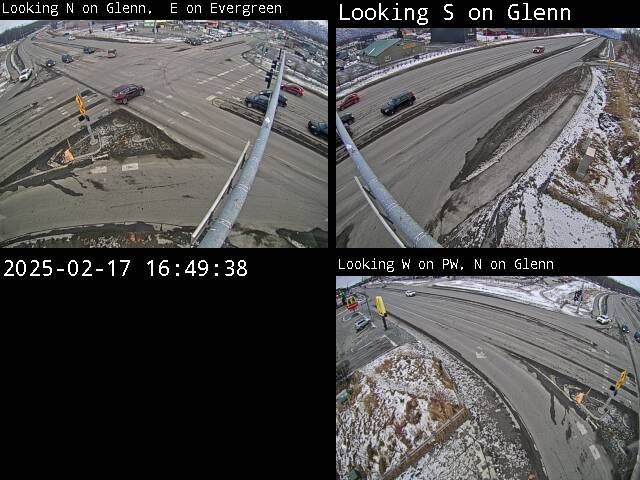 Looking N on Glenn,  E on Evergreen
Looking S on Glenn
2025-02-17 16:49:38
Looking W on PW, N on Glenn